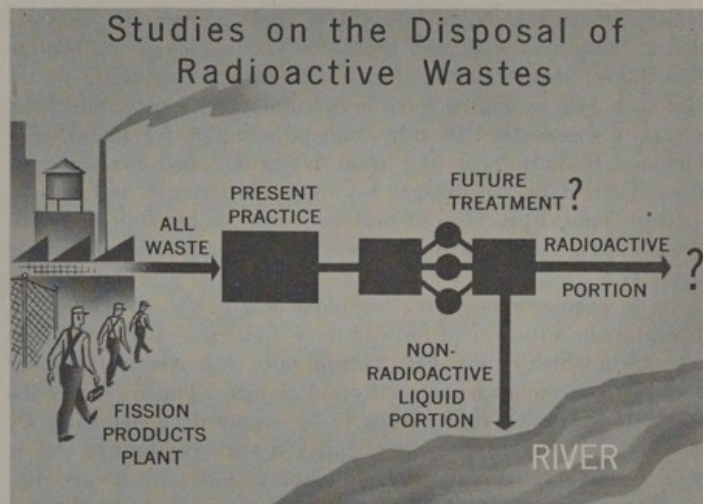 Studies on the Disposal of
Radioactive Wastes
PRESENT
PRACTICE
FUTURE
TREATMENT ?
ALL
WASTE
RADIOACTIVE
PORTION
?
NON-
RADIOACTIVE
LIQUID
PORTION
FISSION
PRODUCTS
PLANT
RIVER